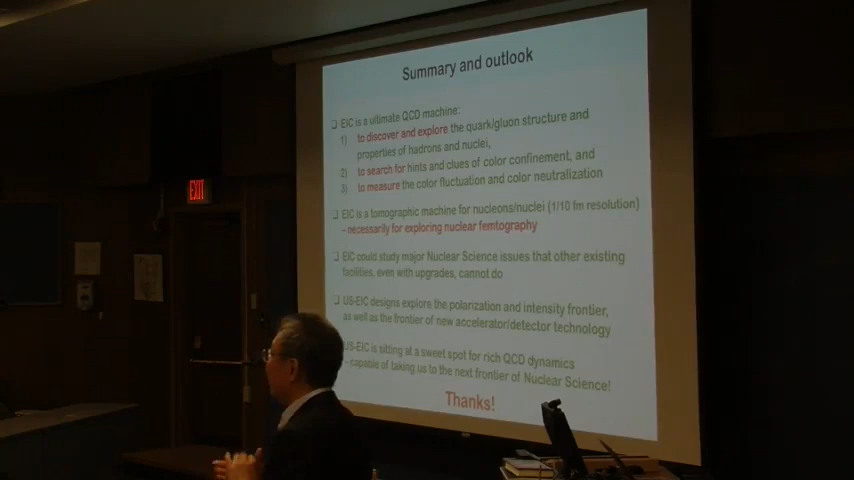 EXIT
Summary and outlook
❑ EIC is a ultimate QCD machine:
1) to discover and explore the quark/gluon structure and
properties of hadrons and nuclei,
2) to search for hints and clues of color confinement, and
3) to measure the color fluctuation and color neutralization
❑ EIC is a tomographic machine for nucleons/nuclei (1/10 fm resolution)
- necessarily for exploring nuclear femtography
❑ EIC could study major Nuclear Science issues that other existing
facilities, even with upgrades, cannot do
❑ US-EIC designs explore the polarization and intensity frontier,
as well as the frontier of new accelerator/detector technology
US-EIC is sitting at a sweet spot for rich QCD dynamics
- capable of taking us to the next frontier of Nuclear Science!
Thanks!